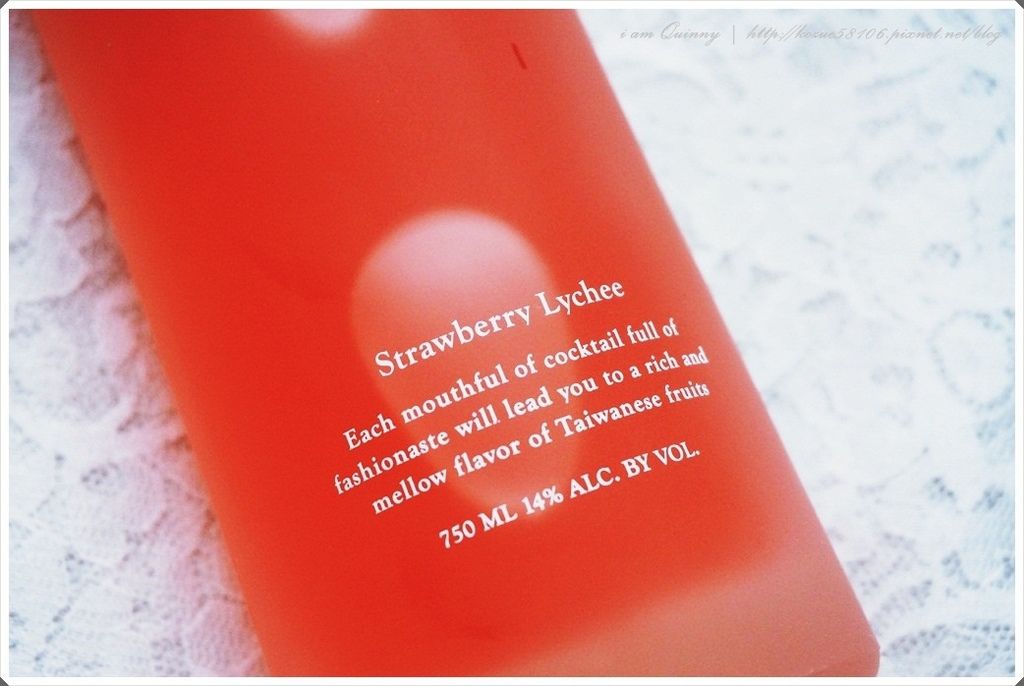 i am Quinny | http://kozue58106.pixnet.net/blog
Strawberry Lychee
Each mouthful of cocktail full of
fashionaste will lead you to a rich and
mellow flavor of Taiwanese fruits
750 ML 14% ALC. BY VOL.